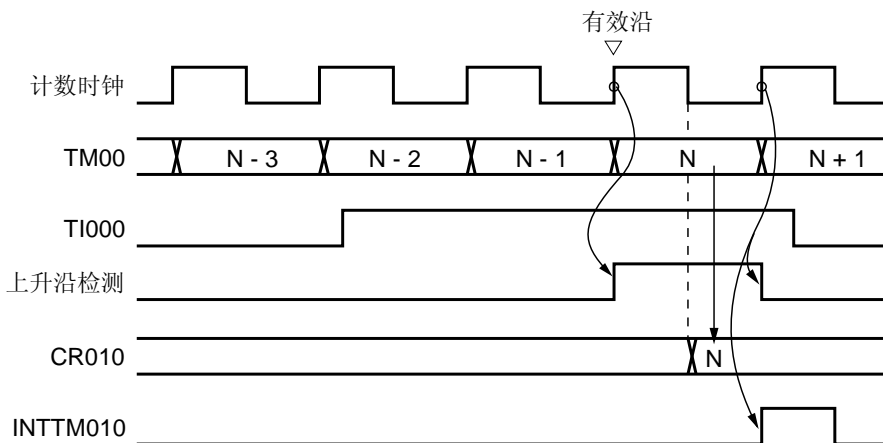 有效沿
计数时钟
TM00 N - 3 N - 2 N - 1 N N + 1
TI000
上升沿检测
CR010 N
INTTM010